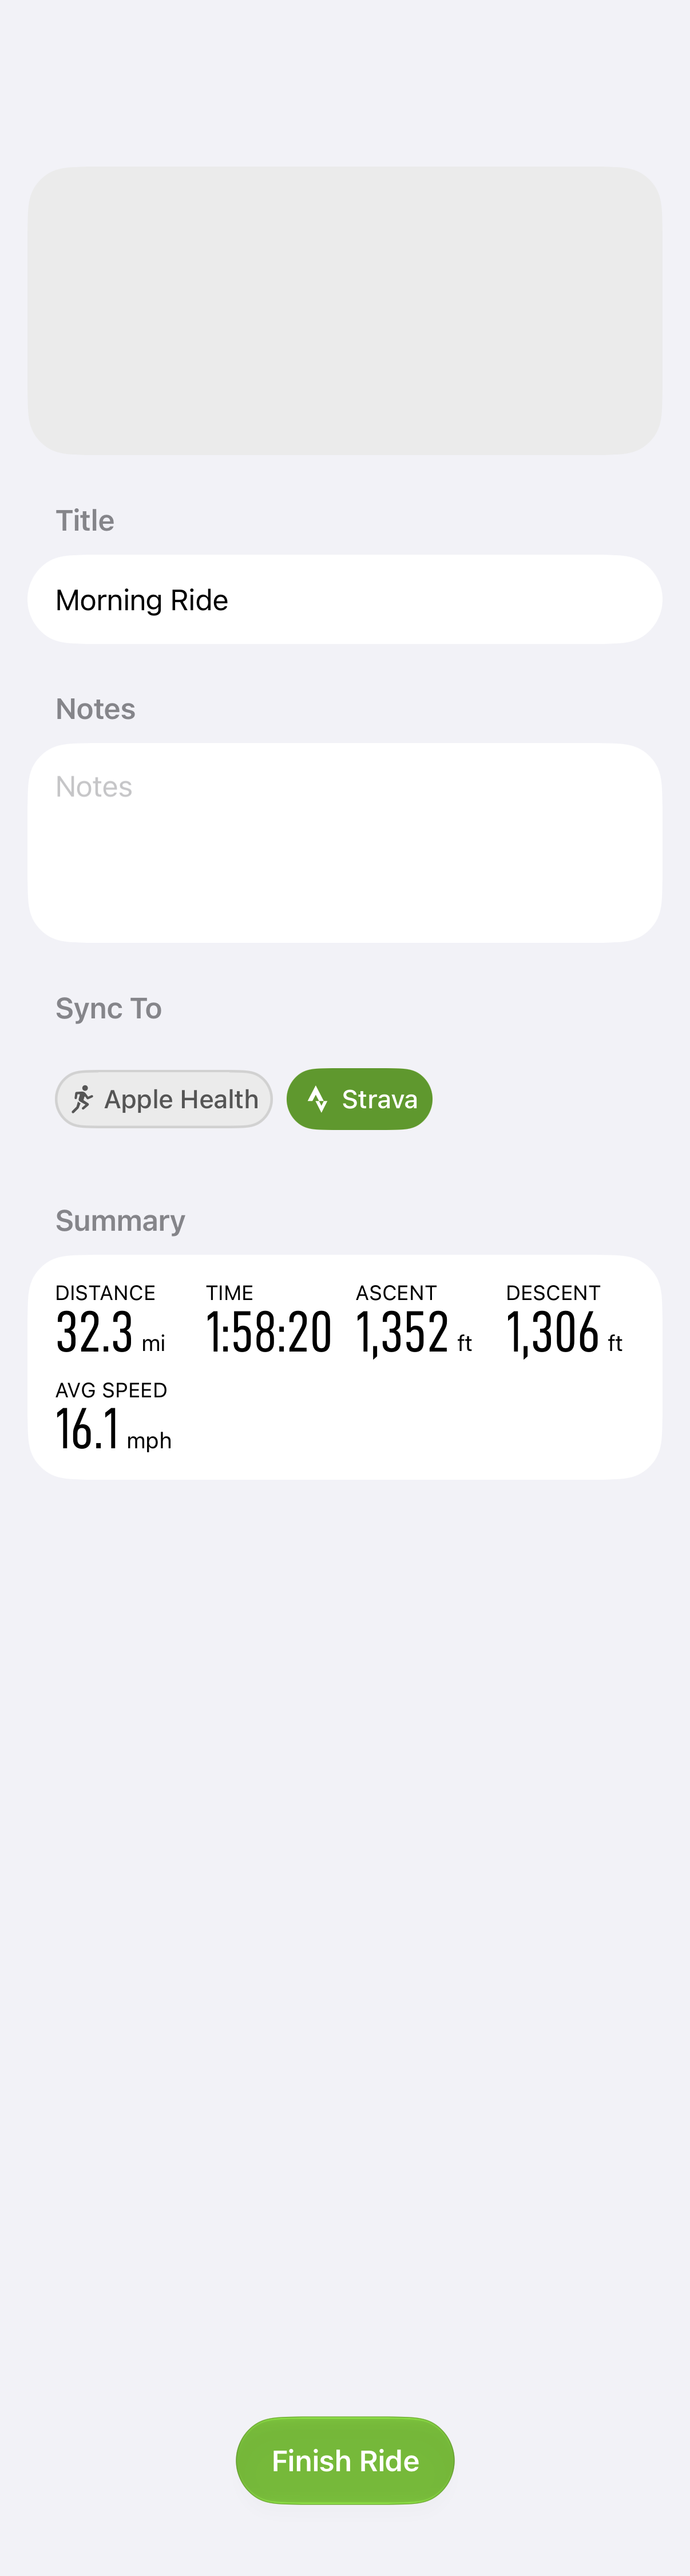 Title
Morning Ride
Notes
Notes
Sync To
Apple Health Strava
Summary
DISTANCE TIME ASCENT DESCENT
32.3 mi 1:58:20 1,352 ft 1,306 ft
AVG SPEED
16.1 mph
Finish Ride